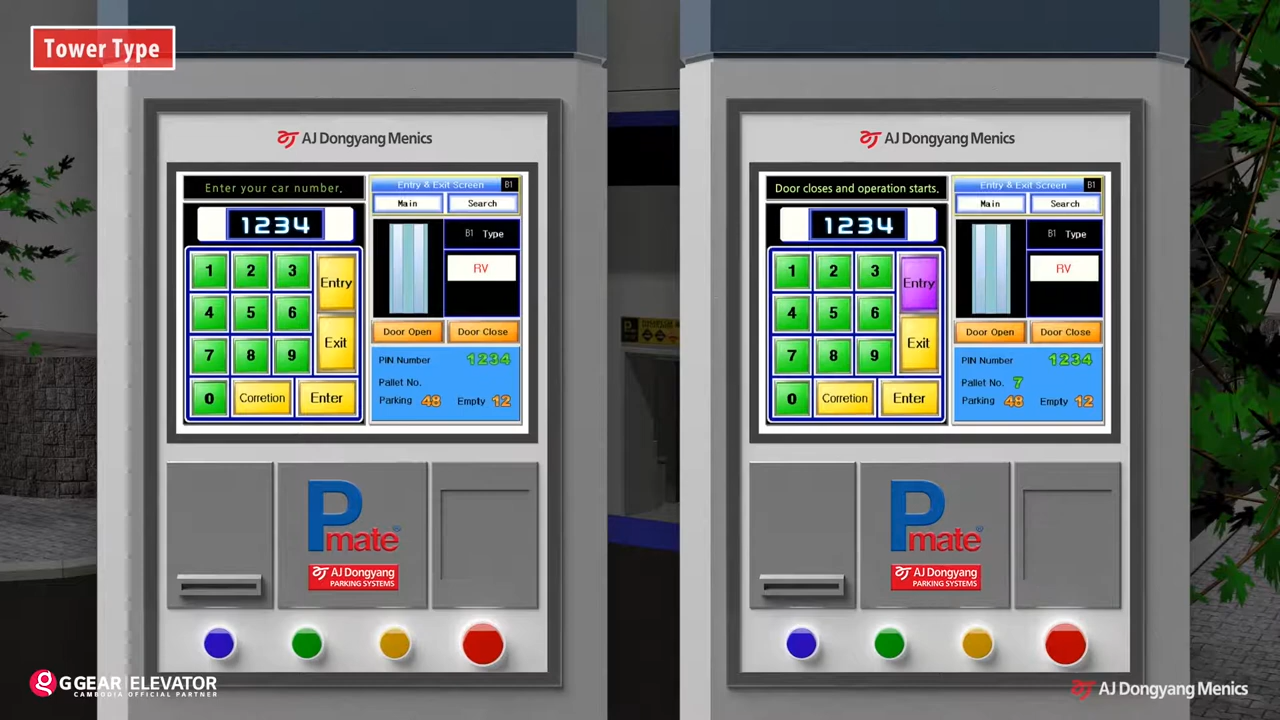 Tower Type
AJ Dongyang Menics
Enter your car number.
1234
1 2 3 Entry
4 5 6
Exit
7 8 9
0 Corretion Enter
Entry & Exit Screen B1
Main Search
B1 Type
RV
Door Open Door Close
PIN Number 1234
Pallet No.
Parking 48 Empty 12
Pmate
AJ Dongyang
PARKING SYSTEMS
AJ Dongyang Menics
Door closes and operation starts.
1234
1 2 3 Entry
4 5 6
Exit
7 8 9
0 Corretion Enter
Entry & Exit Screen B1
Main Search
B1 Type
RV
Door Open Door Close
PIN Number 1234
Pallet No. 7
Parking 48 Empty 12
Pmate
AJ Dongyang
PARKING SYSTEMS
G GEAR ELEVATOR
CAMBODIA OFFICIAL PARTNER
AJ Dongyang Menics